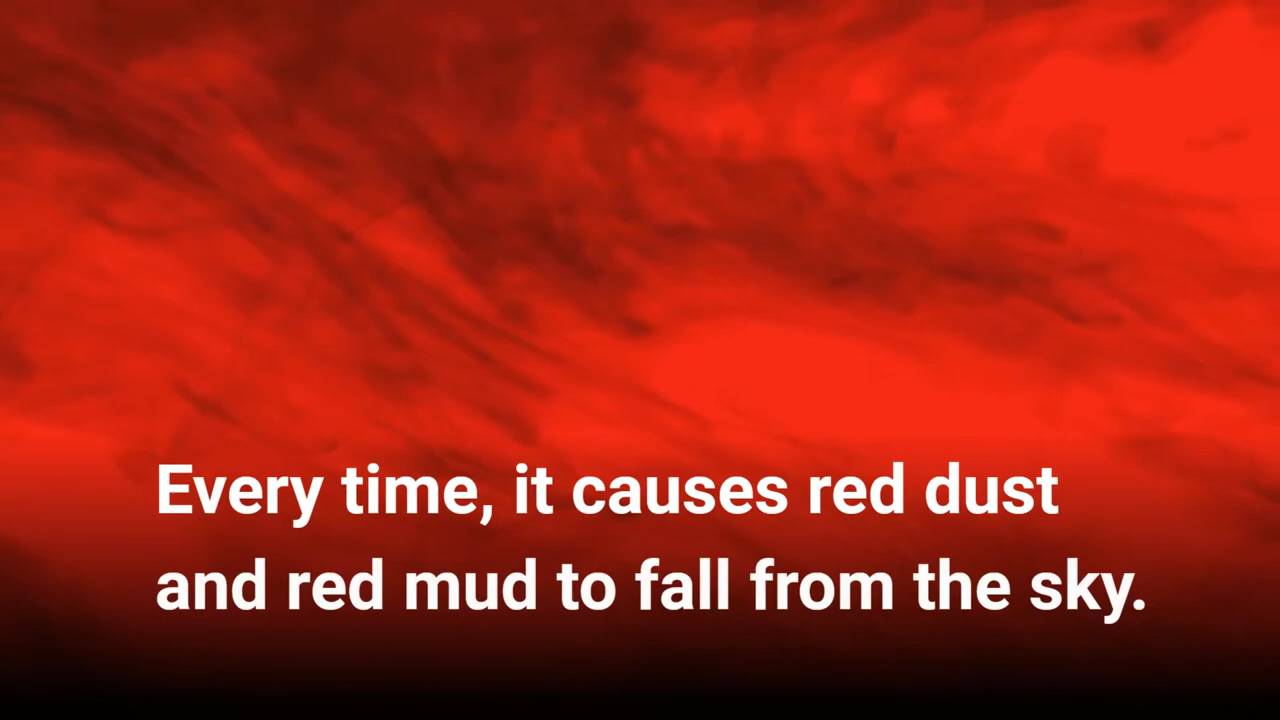 Every time, it causes red dust
and red mud to fall from the sky.